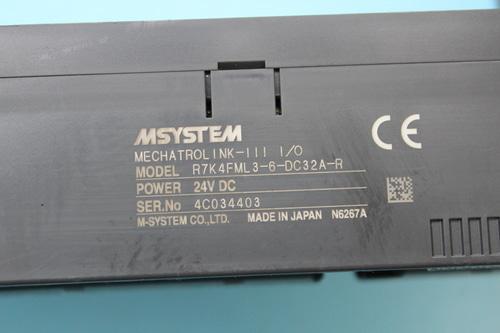 MSYSTEM
MECHATROLINK-III I/O
MODEL R7K4FML3-6-DC32A-R
POWER 24V DC
SER.No 4C034403
M-SYSTEM CO.,LTD. MADE IN JAPAN N6267A
CE